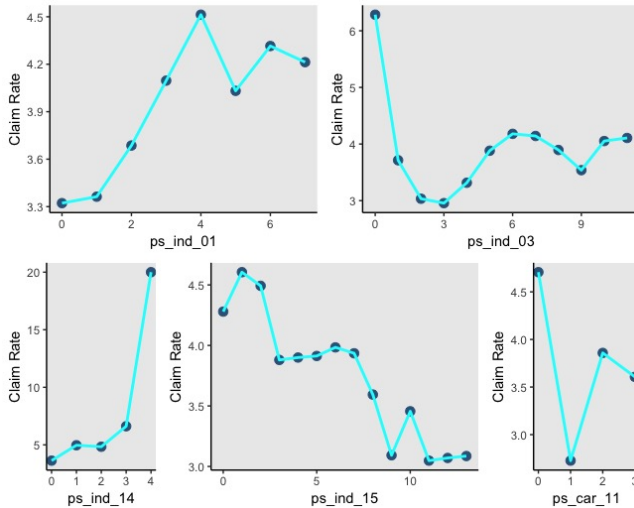 4.5
4.2
3.9
3.6
3.3
Claim Rate
0 2 4 6
ps_ind_01
6
5
4
3
Claim Rate
0 3 6 9
ps_ind_03
20
15
10
5
Claim Rate
0 1 2 3 4
ps_ind_14
4.5
4.0
3.5
3.0
Claim Rate
0 5 10
ps_ind_15
4.5
4.0
3.5
3.0
Claim Rate
0 1 2 3
ps_car_11